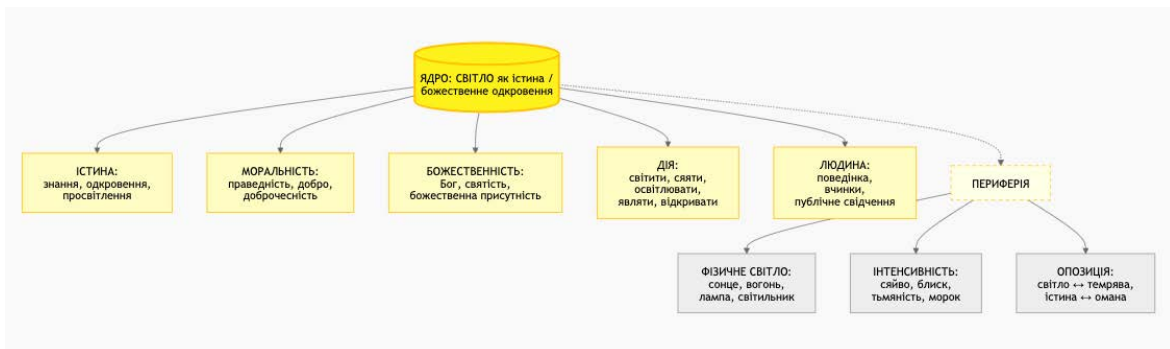 ЯДРО: СВІТЛО як істина /
божественне одкровення
ІСТИНА:
знання, одкровення,
просвітлення
МОРАЛЬНІСТЬ:
праведність, добро,
доброчесність
БОЖЕСТВЕННІСТЬ:
Бог, святість,
божественна присутність
ДІЯ:
світити, сяяти,
освітлювати,
являти, відкривати
ЛЮДИНА:
поведінка,
вчинки,
публічне свідчення
ПЕРИФЕРІЯ
ФІЗИЧНЕ СВІТЛО:
сонце, вогонь,
лампа, світильник
ІНТЕНСИВНІСТЬ:
сяйво, блиск,
тьмяність, морок
ОПОЗИЦІЯ:
світло ↔ темрява,
істина ↔ омана